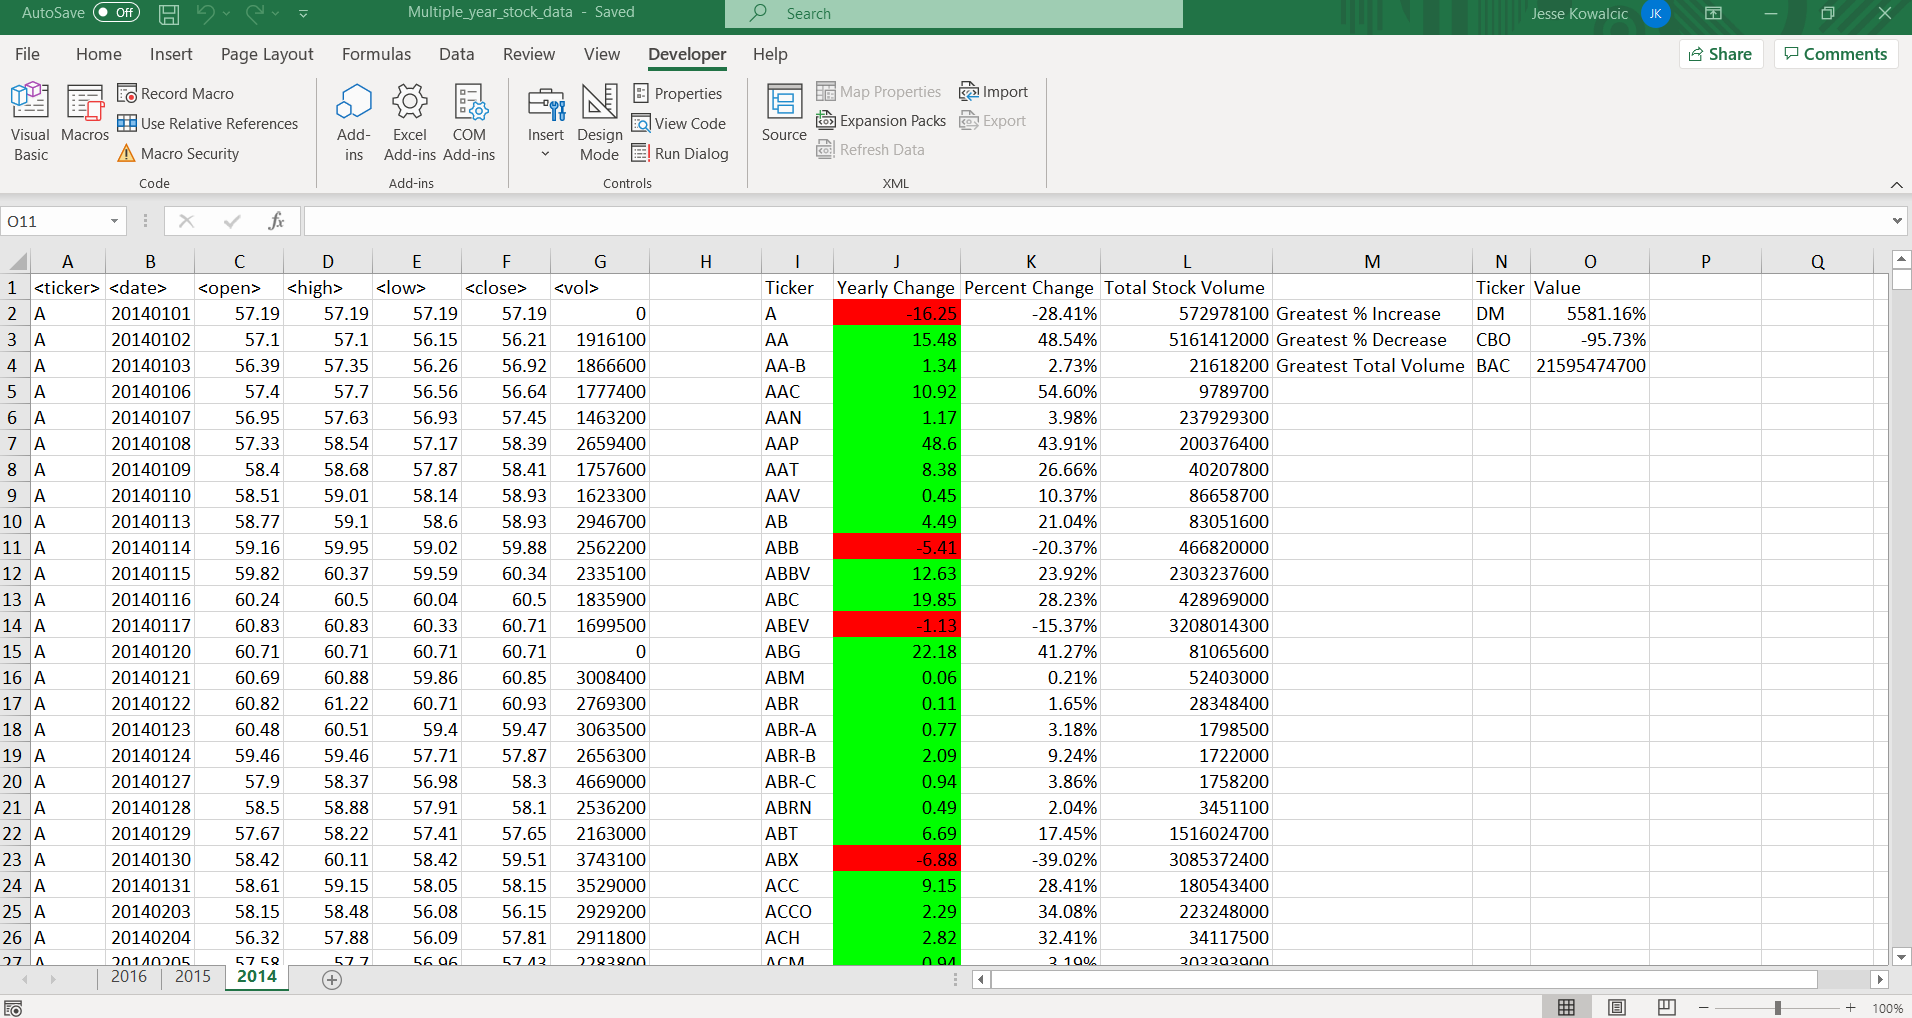 AutoSave Off Multiple_year_stock_data - Saved Search Jesse Kowalcic JK
File Home Insert Page Layout Formulas Data Review View Developer Help Share Comments
Visual Basic
Macros
Record Macro
Use Relative References
Macro Security
Code
Add-ins
Excel Add-ins
COM Add-ins
Add-ins
Insert
Design Mode
Properties
View Code
Run Dialog
Controls
Source
Map Properties
Expansion Packs
Refresh Data
Import
Export
XML
O11 fx
A B C D E F G H I J K L M N O P Q
1 <ticker> <date> <open> <high> <low> <close> <vol> Ticker Yearly Change Percent Change Total Stock Volume Ticker Value
2 A 20140101 57.19 57.19 57.19 57.19 0 A -16.25 -28.41% 572978100 Greatest % Increase DM 5581.16%
3 A 20140102 57.1 57.1 56.15 56.21 1916100 AA 15.48 48.54% 5161412000 Greatest % Decrease CBO -95.73%
4 A 20140103 56.39 57.35 56.26 56.92 1866600 AA-B 1.34 2.73% 21618200 Greatest Total Volume BAC 21595474700
5 A 20140106 57.4 57.7 56.56 56.64 1777400 AAC 10.92 54.60% 9789700
6 A 20140107 56.95 57.63 56.93 57.45 1463200 AAN 1.17 3.98% 237929300
7 A 20140108 57.33 58.54 57.17 58.39 2659400 AAP 48.6 43.91% 200376400
8 A 20140109 58.4 58.68 57.87 58.41 1757600 AAT 8.38 26.66% 40207800
9 A 20140110 58.51 59.01 58.14 58.93 1623300 AAV 0.45 10.37% 86658700
10 A 20140113 58.77 59.1 58.6 58.93 2946700 AB 4.49 21.04% 83051600
11 A 20140114 59.16 59.95 59.02 59.88 2562200 ABB -5.41 -20.37% 466820000
12 A 20140115 59.82 60.37 59.59 60.34 2335100 ABBV 12.63 23.92% 2303237600
13 A 20140116 60.24 60.5 60.04 60.5 1835900 ABC 19.85 28.23% 428969000
14 A 20140117 60.83 60.83 60.33 60.71 1699500 ABEV -1.13 -15.37% 3208014300
15 A 20140120 60.71 60.71 60.71 60.71 0 ABG 22.18 41.27% 81065600
16 A 20140121 60.69 60.88 59.86 60.85 3008400 ABM 0.06 0.21% 52403000
17 A 20140122 60.82 61.22 60.71 60.93 2769300 ABR 0.11 1.65% 28348400
18 A 20140123 60.48 60.51 59.4 59.47 3063500 ABR-A 0.77 3.18% 1798500
19 A 20140124 59.46 59.46 57.71 57.87 2656300 ABR-B 2.09 9.24% 1722000
20 A 20140127 57.9 58.37 56.98 58.3 4669000 ABR-C 0.94 3.86% 1758200
21 A 20140128 58.5 58.88 57.91 58.1 2536200 ABRN 0.49 2.04% 3451100
22 A 20140129 57.67 58.22 57.41 57.65 2163000 ABT 6.69 17.45% 1516024700
23 A 20140130 58.42 60.11 58.42 59.51 3743100 ABX -6.88 -39.02% 3085372400
24 A 20140131 58.61 59.15 58.05 58.15 3529000 ACC 9.15 28.41% 180543400
25 A 20140203 58.15 58.48 56.08 56.15 2929200 ACCO 2.29 34.08% 223248000
26 A 20140204 56.32 57.88 56.09 57.81 2911800 ACH 2.82 32.41% 34117500
27 A 20140205 57.58 57.7 56.96 57.43 2283800 ACM 0.94 3.19% 303393900
2016 2015 2014
100%